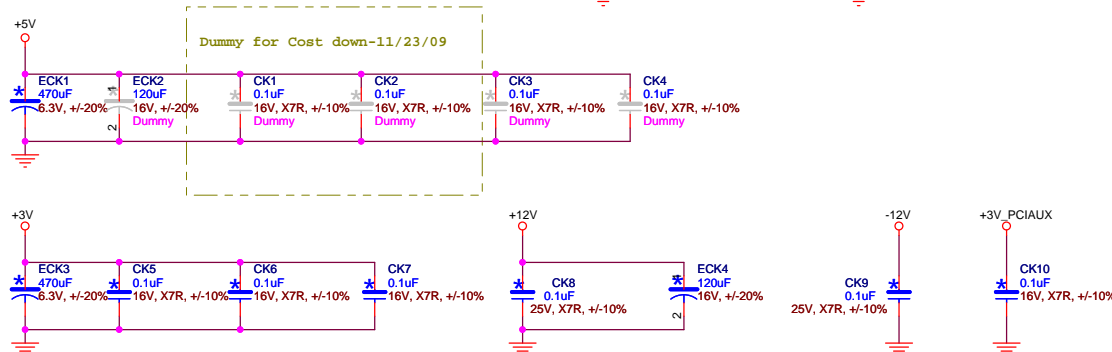 +5V
Dummy for Cost down-11/23/09
ECK1
470uF
6.3V, +/-20%
*
1
2
ECK2
120uF
16V, +/-20%
Dummy
*
CK1
0.1uF
16V, X7R, +/-10%
Dummy
*
CK2
0.1uF
16V, X7R, +/-10%
Dummy
*
CK3
0.1uF
16V, X7R, +/-10%
Dummy
*
CK4
0.1uF
16V, X7R, +/-10%
Dummy
*
+3V
ECK3
470uF
6.3V, +/-20%
*
CK5
0.1uF
16V, X7R, +/-10%
*
CK6
0.1uF
16V, X7R, +/-10%
*
CK7
0.1uF
16V, X7R, +/-10%
*
+12V
CK8
0.1uF
25V, X7R, +/-10%
*
ECK4
120uF
16V, +/-20%
*
1
2
-12V
CK9
0.1uF
25V, X7R, +/-10%
*
+3V_PCIAUX
CK10
0.1uF
16V, X7R, +/-10%
*